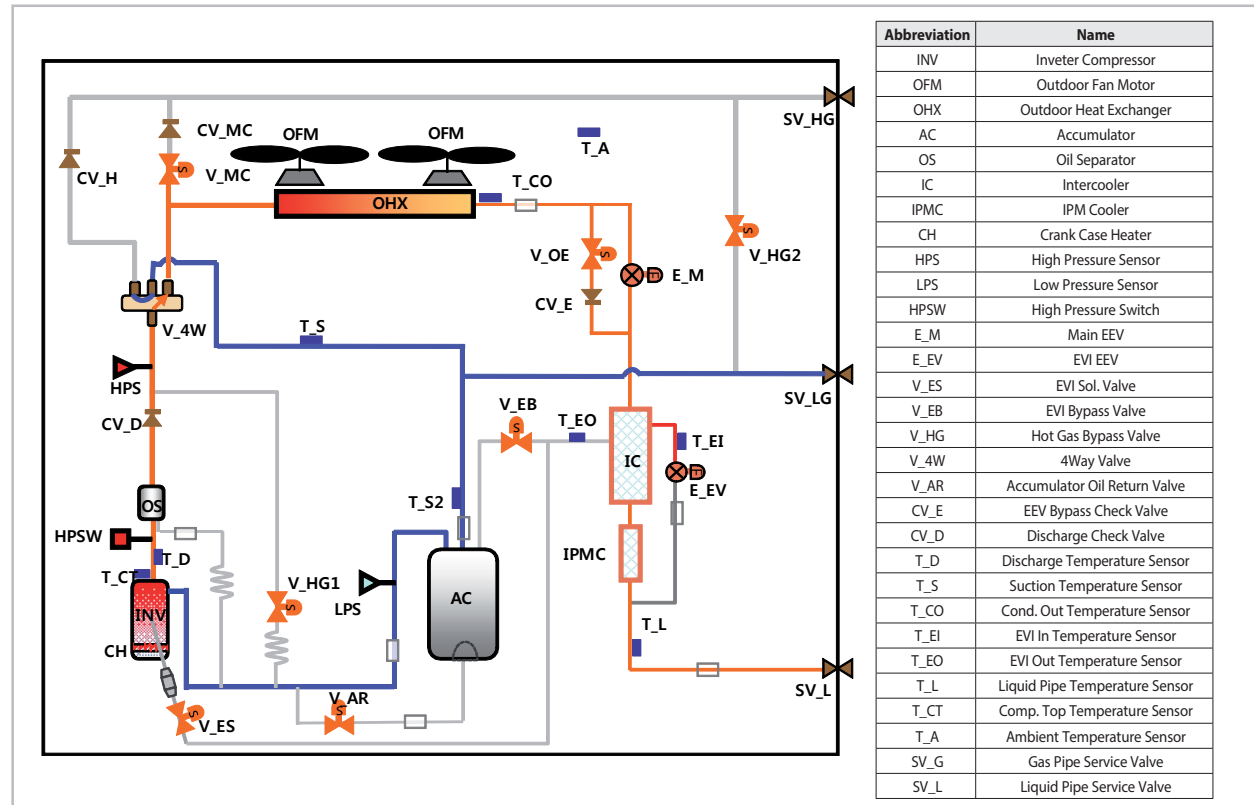 SV_HG
CV_MC
OFM
OFM
T_A
CV_H
V_MC
T_CO
OHX
S
S
V_HG2
V_OE
S
E
E_M
CV_E
V_4W
T_S
HPS
SV_LG
CV_D
V_EB
S
T_EO
T_EI
IC
E
E_EV
OS
T_S2
HPSW
T_D
IPMC
T_CT
V_HG1
S
LPS
AC
INV
T_L
CH
SV_L
V_AR
S
S
V_ES
Abbreviation Name
INV Inveter Compressor
OFM Outdoor Fan Motor
OHX Outdoor Heat Exchanger
AC Accumulator
OS Oil Separator
IC Intercooler
IPMC IPM Cooler
CH Crank Case Heater
HPS High Pressure Sensor
LPS Low Pressure Sensor
HPSW High Pressure Switch
E_M Main EEV
E_EV EVI EEV
V_ES EVI Sol. Valve
V_EB EVI Bypass Valve
V_HG Hot Gas Bypass Valve
V_4W 4Way Valve
V_AR Accumulator Oil Return Valve
CV_E EEV Bypass Check Valve
CV_D Discharge Check Valve
T_D Discharge Temperature Sensor
T_S Suction Temperature Sensor
T_CO Cond. Out Temperature Sensor
T_EI EVI In Temperature Sensor
T_EO EVI Out Temperature Sensor
T_L Liquid Pipe Temperature Sensor
T_CT Comp. Top Temperature Sensor
T_A Ambient Temperature Sensor
SV_G Gas Pipe Service Valve
SV_L Liquid Pipe Service Valve